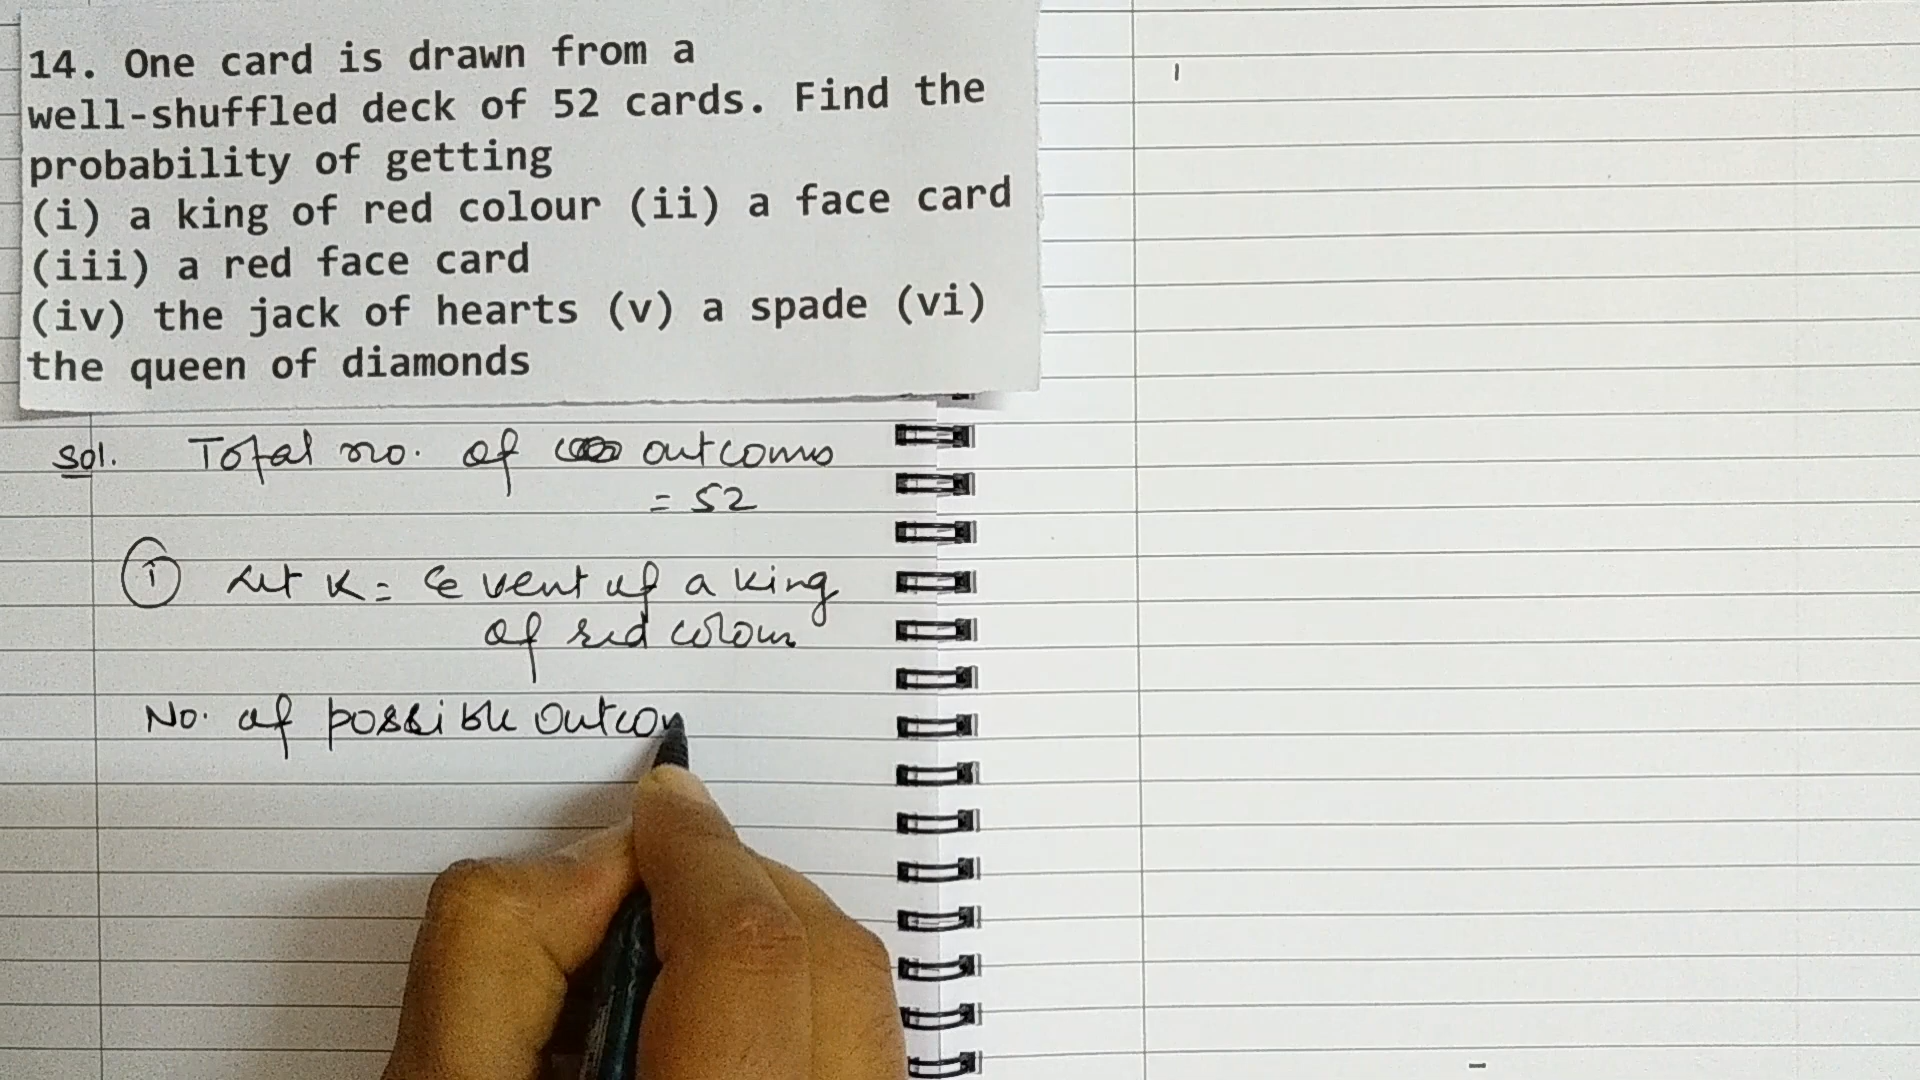 14. One card is drawn from a
well-shuffled deck of 52 cards. Find the
probability of getting
(i) a king of red colour (ii) a face card
(iii) a red face card
(iv) the jack of hearts (v) a spade (vi)
the queen of diamonds
Sol. Total no. of outcomes
= 52
(i) Let K = event of a king
of red colour
No. of possible outcom